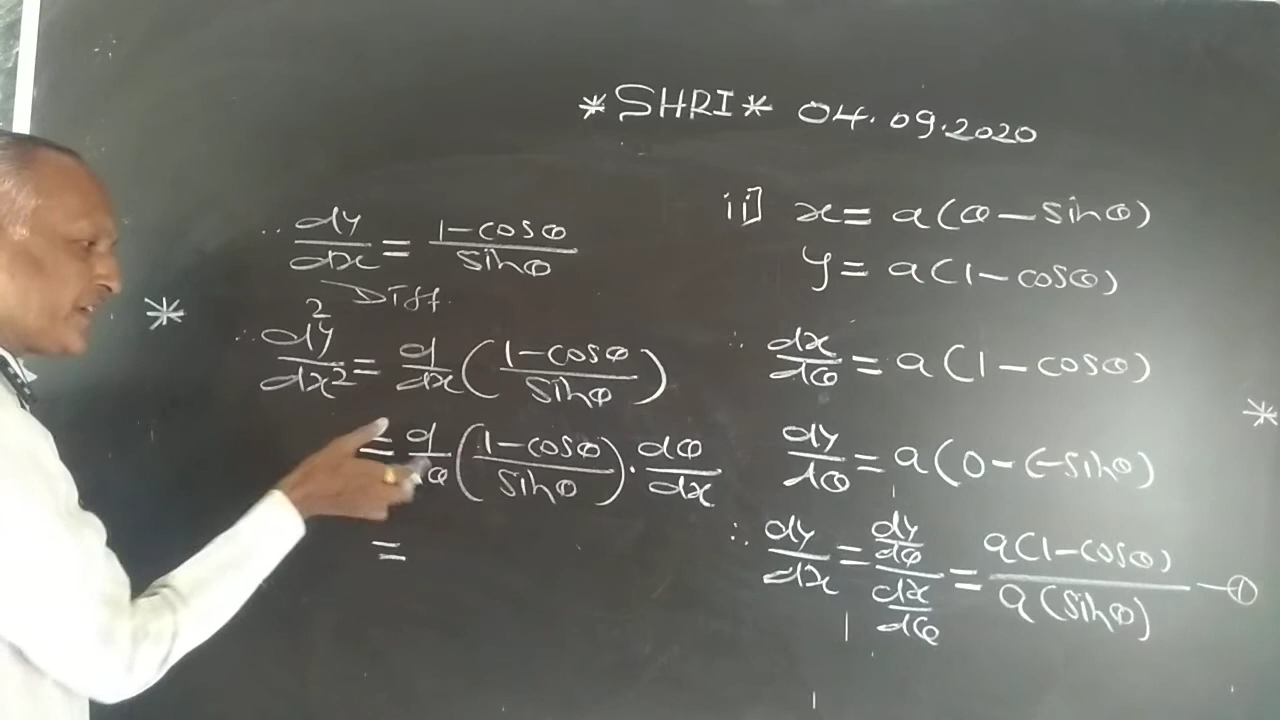 *SHRI* 04.09.2020
ii] x = a(θ - sinθ)
y = a(1 - cosθ)
∴ dx/dθ = a(1 - cosθ)
dy/dθ = a(0 - (-sinθ)
∴ dy/dx = (dy/dθ)/(dx/dθ) = a(1-cosθ)/a(sinθ) — ①
∴ dy/dx = (1-cosθ)/sinθ
Diff.
∴ d²y/dx² = d/dx ((1-cosθ)/sinθ)
= d/dθ ((1-cosθ)/sinθ) · dθ/dx
=